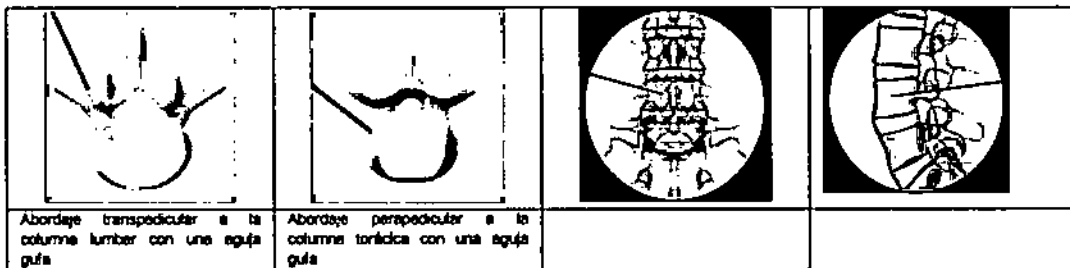 Abordaje transpedicular a la
columna lumbar con una aguja
guía
Abordaje parapedicular a la
columna torácica con una aguja
guía